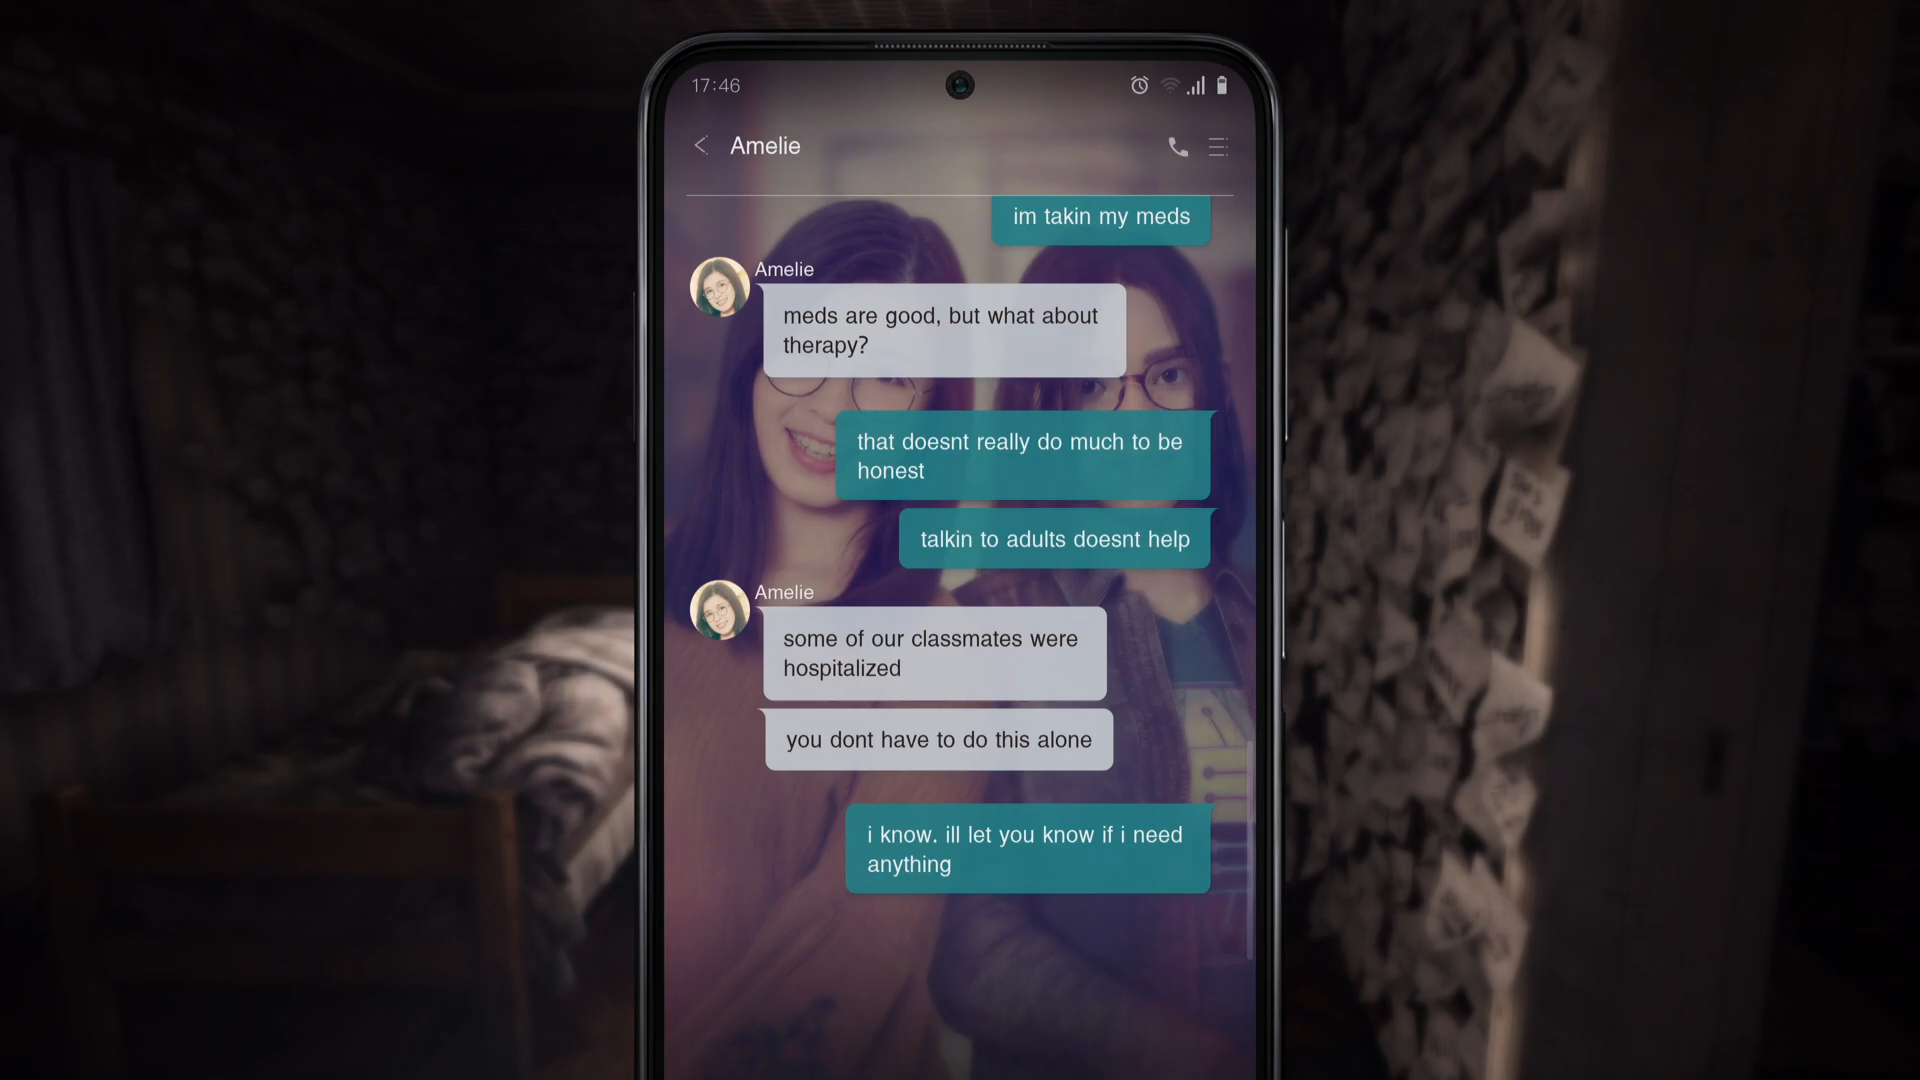 17:46
Amelie
im takin my meds
Amelie
meds are good, but what about
therapy?
that doesnt really do much to be
honest
talkin to adults doesnt help
Amelie
some of our classmates were
hospitalized
you dont have to do this alone
i know. ill let you know if i need
anything